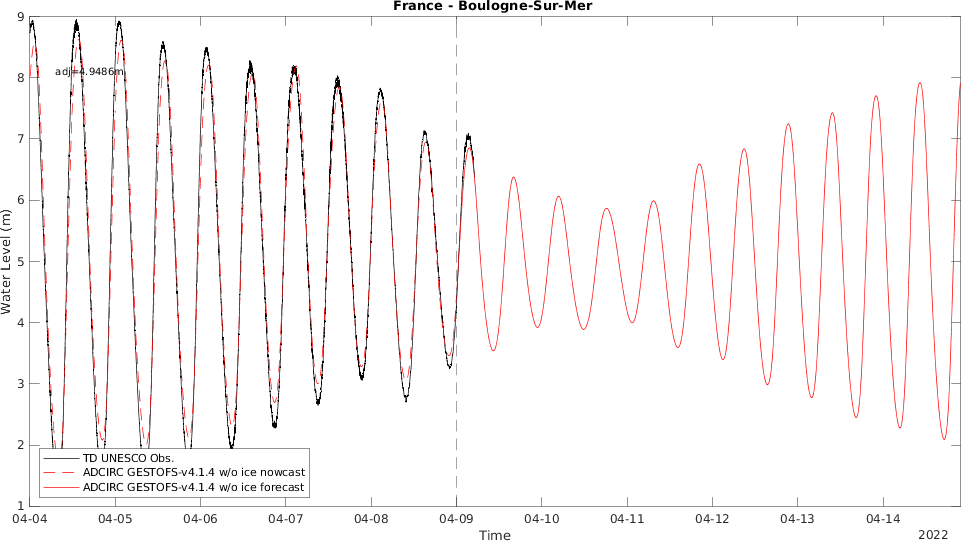 France - Boulogne-Sur-Mer
9
8
7
6
5
4
3
2
1
Water Level (m)
adj=4.9486m
TD UNESCO Obs.
ADCIRC GESTOFS-v4.1.4 w/o ice nowcast
ADCIRC GESTOFS-v4.1.4 w/o ice forecast
04-04 04-05 04-06 04-07 04-08 04-09 04-10 04-11 04-12 04-13 04-14
Time
2022